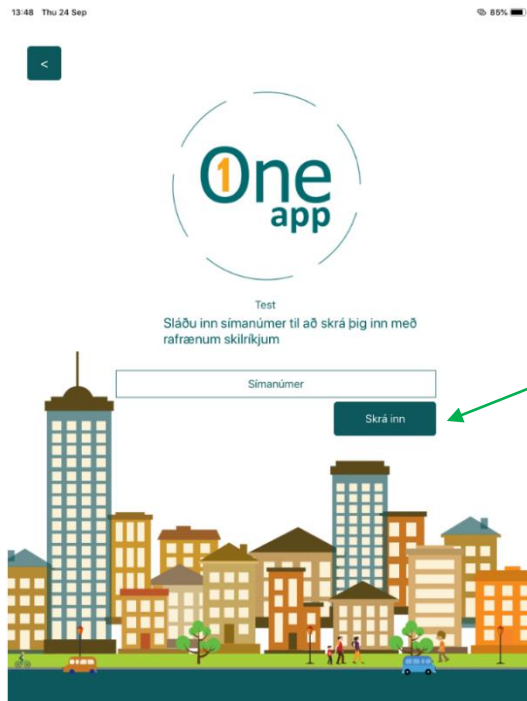 13:48 Thu 24 Sep
85%
<
One
1
app
Test
Sláðu inn símanúmer til að skrá þig inn með
rafrænum skilríkjum
Símanúmer
Skrá inn